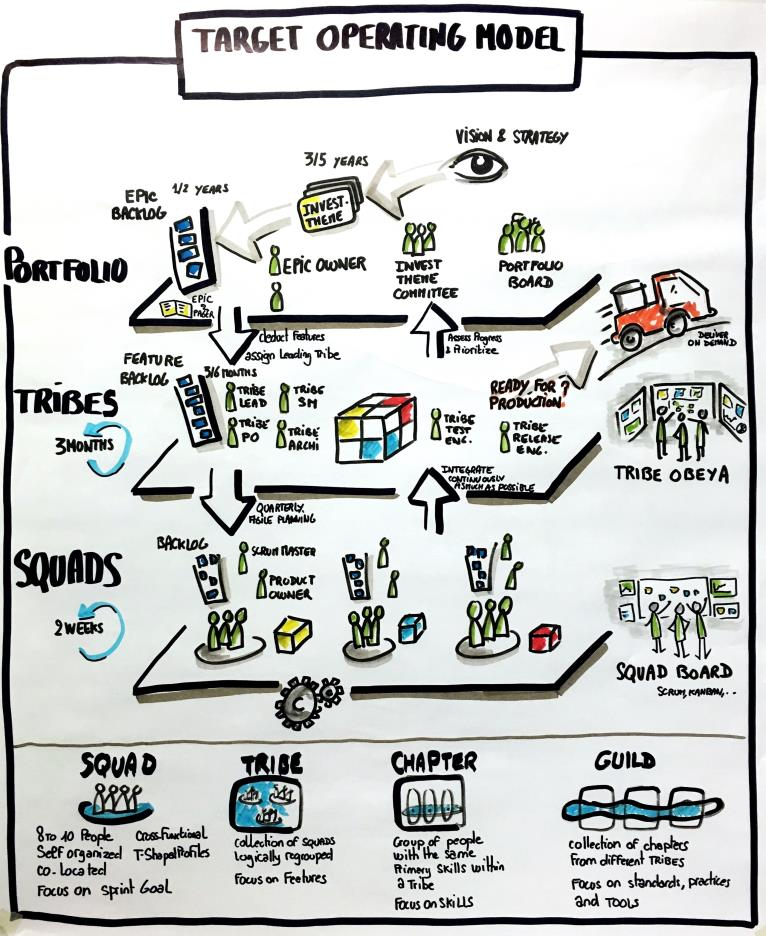 TARGET OPERATING MODEL
VISION & STRATEGY
3/5 YEARS
INVEST-
THEME
1/2 YEARS
EPIC
BACKLOG
PORTFOLIO
EPIC OWNER
INVEST
THEME
COMMITTEE
PORTFOLIO
BOARD
EPIC
2
PAGER
deduct Features
assign Leading Tribe
Assess Progress
& Prioritize
DELIVER
ON DEMAND
FEATURE
BACKLOG
3/6 MONTHS
TRIBES
3 MONTHS
TRIBE
LEAD
TRIBE
SM
TRIBE
PO
TRIBE
ARCHI
TRIBE
TEST
ENG.
TRIBE
RELEASE
ENG.
READY FOR ?
PRODUCTION
TRIBE OBEYA
QUARTERLY
AGILE PLANNING
INTEGRATE
CONTINUOUSLY
AS MUCH AS POSSIBLE
SQUADS
2 WEEKS
BACKLOG
SCRUM MASTER
PRODUCT
OWNER
C
SQUAD BOARD
SCRUM, KANBAN,..
SQUAD
8 to 10 People
Self organized
co-Located
Cross Functional
T-Shaped Profiles
Focus on Sprint Goal
TRIBE
collection of SQUADS
Logically regrouped
Focus on Features
CHAPTER
Group of people
with the same
Primary Skills within
a Tribe
Focus on SKILLS
GUILD
collection of chapters
From different TRIBES
Focus on standards, practices
and TOOLS